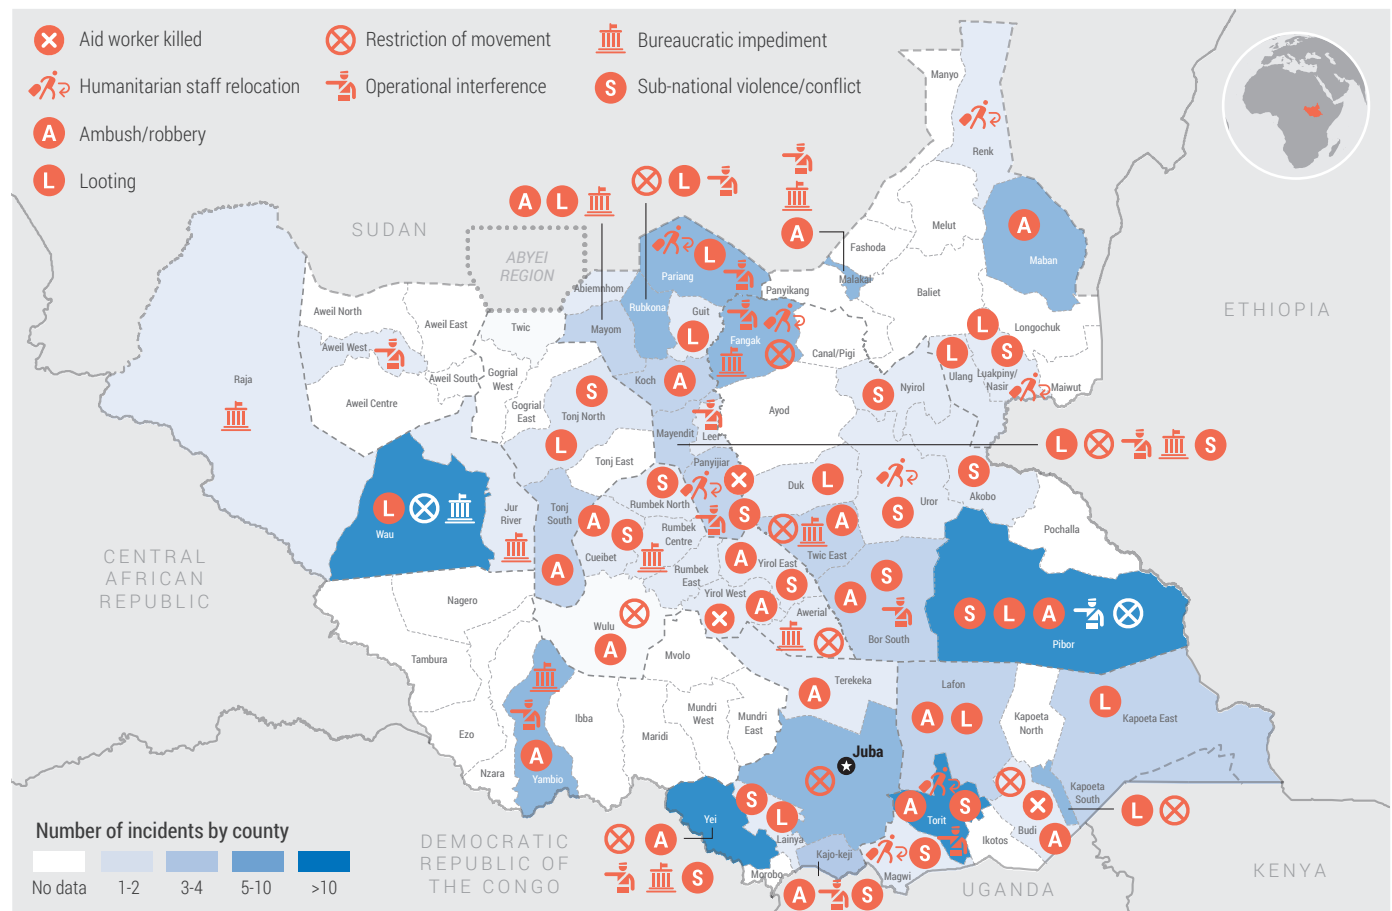 Aid worker killed
Restriction of movement
Bureaucratic impediment
Humanitarian staff relocation
Operational interference
S Sub-national violence/conflict
A Ambush/robbery
L Looting
Manyo
Renk
SUDAN
ABYEI
REGION
A L
L
A
Fashoda
Melut
A
Maban
Abiemnhom
L
Pariang
Rubkona
Panyikang
Malakal
Baliet
ETHIOPIA
Aweil North
Aweil East
Twic
Mayom
Guit
L
Fangak
L
Longochuk
Aweil West
Canal/Pigi
L
Ulang
S
Luakpiny/
Nasir
Maiwut
Raja
Aweil South
Gogrial
West
Koch
A
Aweil Centre
Gogrial
East
S
Tonj North
Ayod
S
Nyirol
Mayendit
Leer
L
S
L
Tonj East
Panyijiar
L
Wau
Jur
River
Tonj
South
S
Rumbek North
Duk
L
Uror
S
S
Akobo
A
S
Cueibet
Rumbek
Centre
S
A
Twic East
Pochalla
CENTRAL
AFRICAN
REPUBLIC
A
Rumbek
East
A
Yirol East
S
Yirol West
A
Awerial
A
S
Bor South
S L A
Pibor
Nagero
Wulu
A
Tambura
Mvolo
Terekeka
A
Lafon
A L
L
Kapoeta East
Ibba
Mundri
West
Mundri
East
Kapoeta
North
Ezo
Maridi
Nzara
A
Yambio
Juba
Yei
S
L
Lainya
A
S
Torit
Kapoeta
South
L
Budi
A
Ikotos
A
S
Morobo
Kajo-keji
S
Magwi
A
S
DEMOCRATIC
REPUBLIC OF
THE CONGO
UGANDA
KENYA
Number of incidents by county
No data
1-2
3-4
5-10
>10